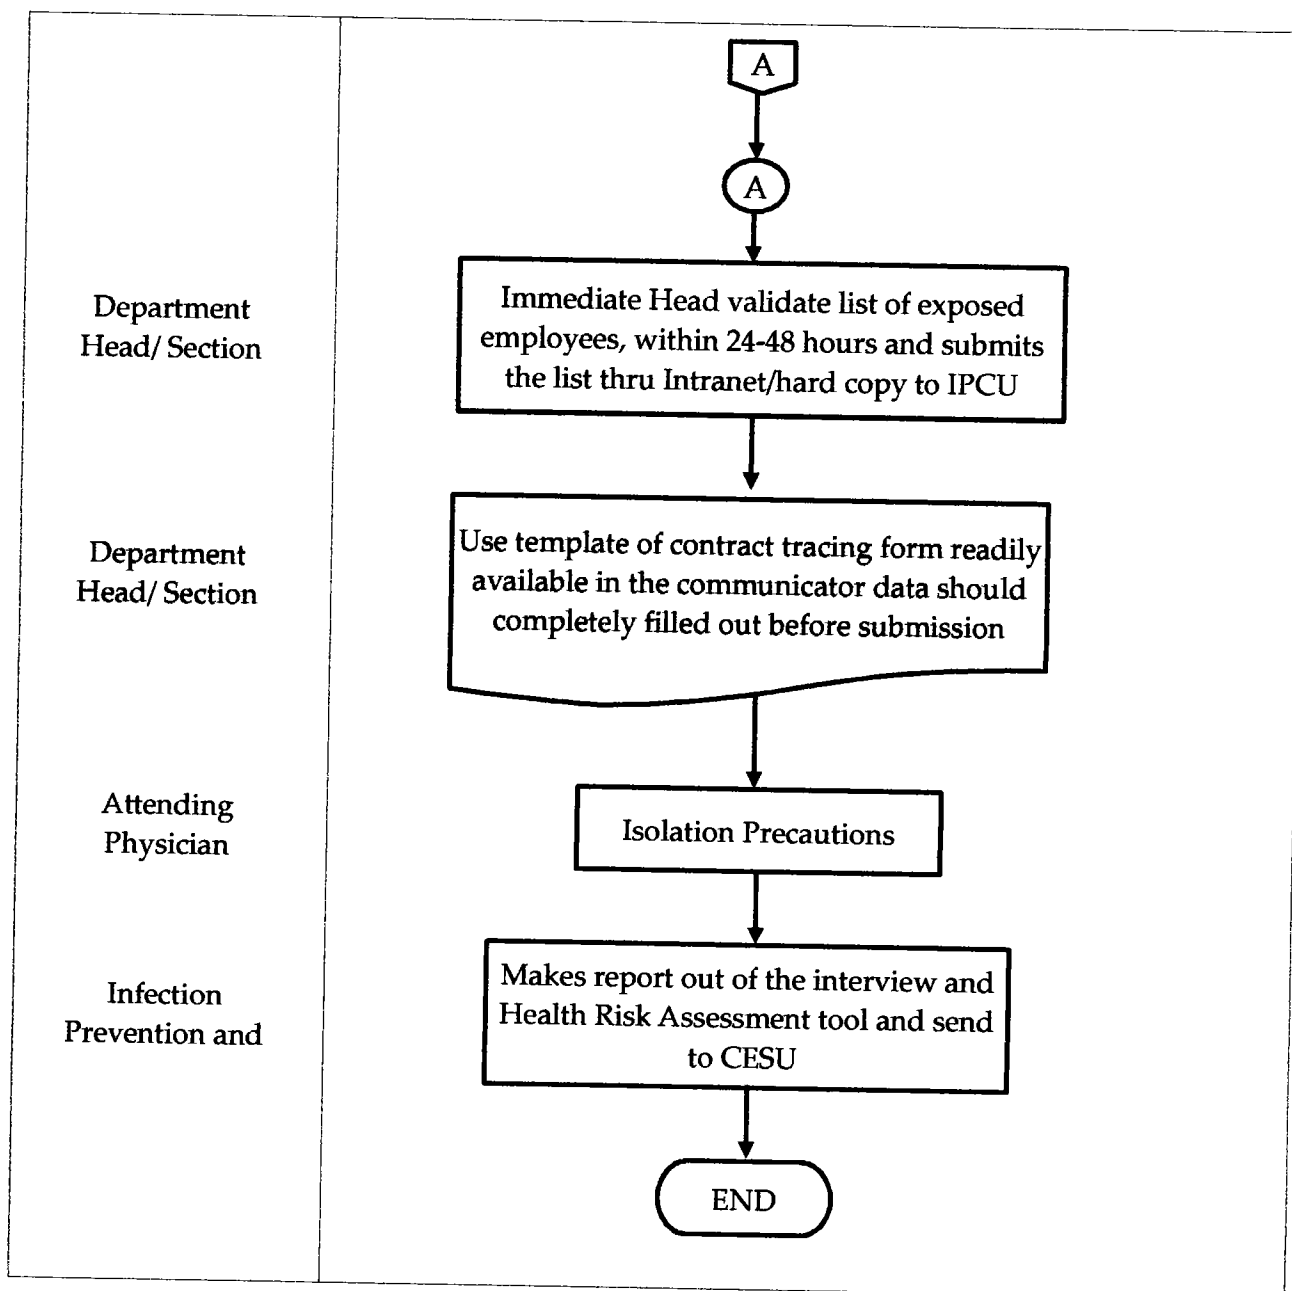 A
A
Department
Head/ Section
Immediate Head validate list of exposed
employees, within 24-48 hours and submits
the list thru Intranet/hard copy to IPCU
Department
Head/ Section
Use template of contract tracing form readily
available in the communicator data should
completely filled out before submission
Attending
Physician
Isolation Precautions
Infection
Prevention and
Makes report out of the interview and
Health Risk Assessment tool and send
to CESU
END